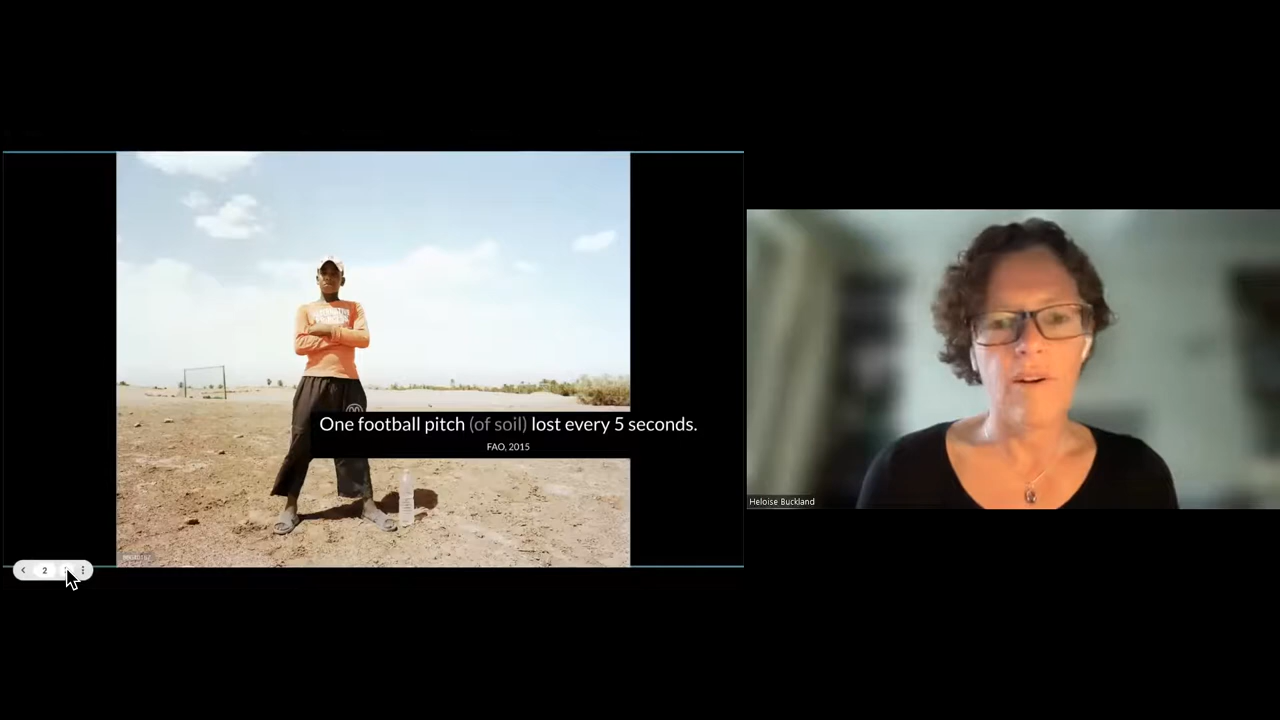 One football pitch (of soil) lost every 5 seconds.
FAO, 2015
Heloise Buckland
2